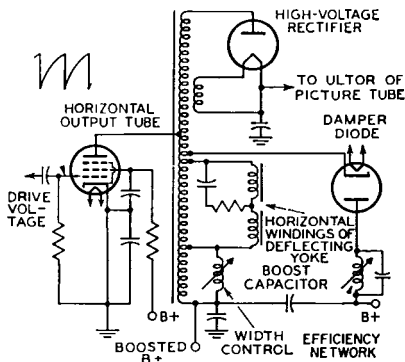 HIGH-VOLTAGE
RECTIFIER
TO ULTOR OF
PICTURE TUBE
HORIZONTAL
OUTPUT TUBE
DAMPER
DIODE
DRIVE
VOL-
TAGE
HORIZONTAL
WINDINGS OF
DEFLECTING
YOKE
BOOST
CAPACITOR
B+
B+
BOOSTED
B+
WIDTH
CONTROL
EFFICIENCY
NETWORK